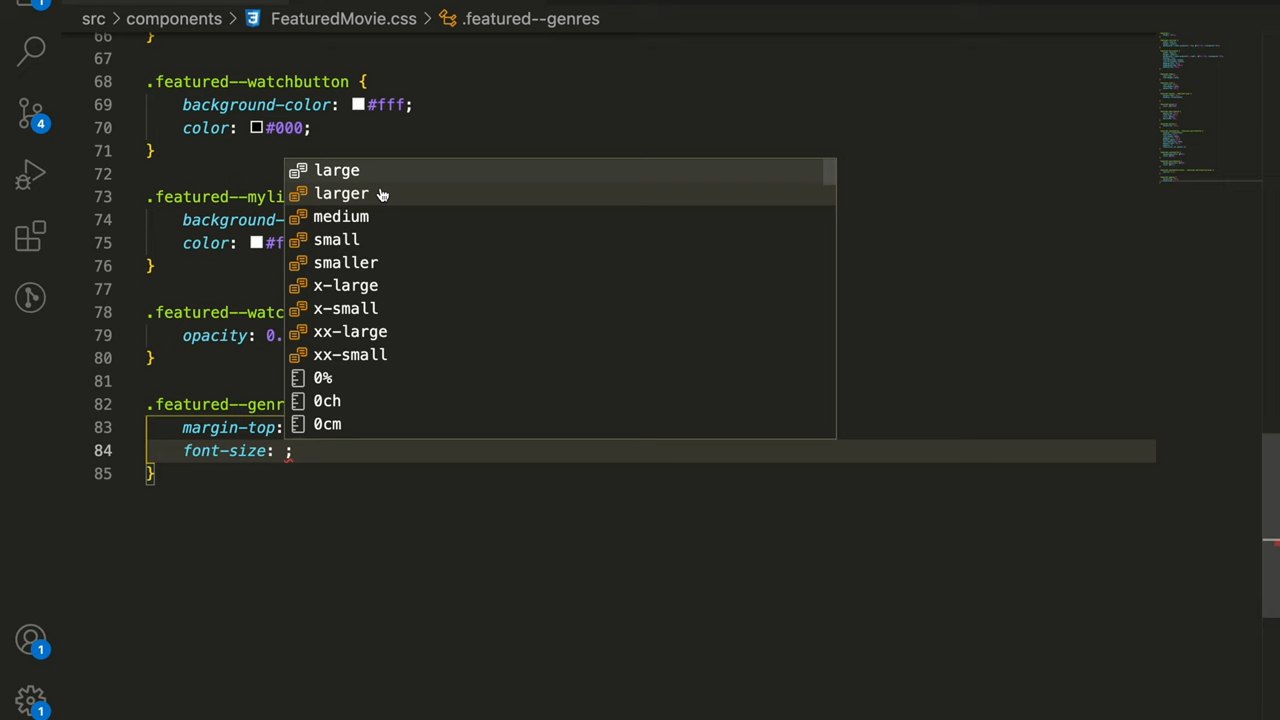 1
src > components > FeaturedMovie.css > .featured--genres
66 }
67
68 .featured--watchbutton {
69 background-color: #fff;
70 color: #000;
71 }
72
large
73 .featured--myli
larger
74 background-
medium
75 color: #f
small
76 }
smaller
77
x-large
78 .featured--watc
x-small
79 opacity: 0.
xx-large
80 }
xx-small
81
0%
82 .featured--genr
0ch
83 margin-top:
0cm
84 font-size: ;
85 }
4
1
1